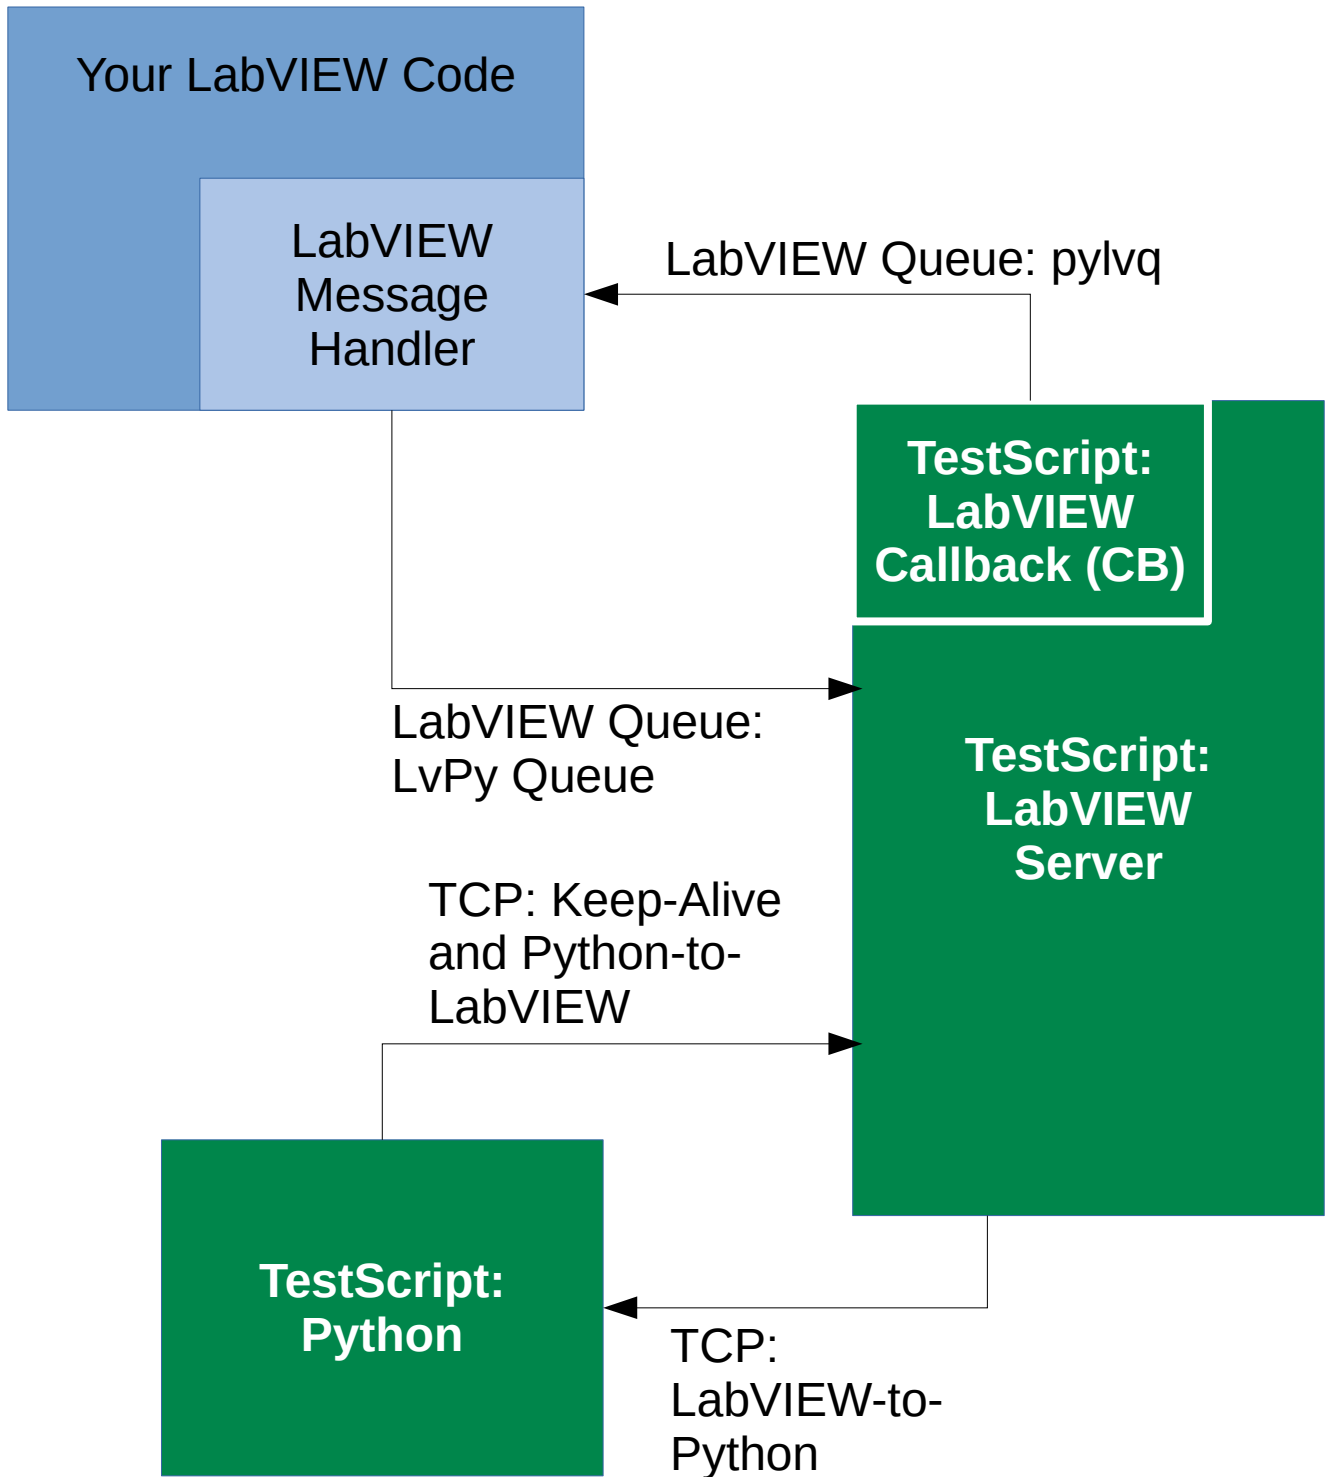 Your LabVIEW Code
LabVIEW
Message
Handler
LabVIEW Queue: pylvq
TestScript:
LabVIEW
Callback (CB)
LabVIEW Queue:
LvPy Queue
TestScript:
LabVIEW
Server
TCP: Keep-Alive
and Python-to-
LabVIEW
TestScript:
Python
TCP:
LabVIEW-to-
Python